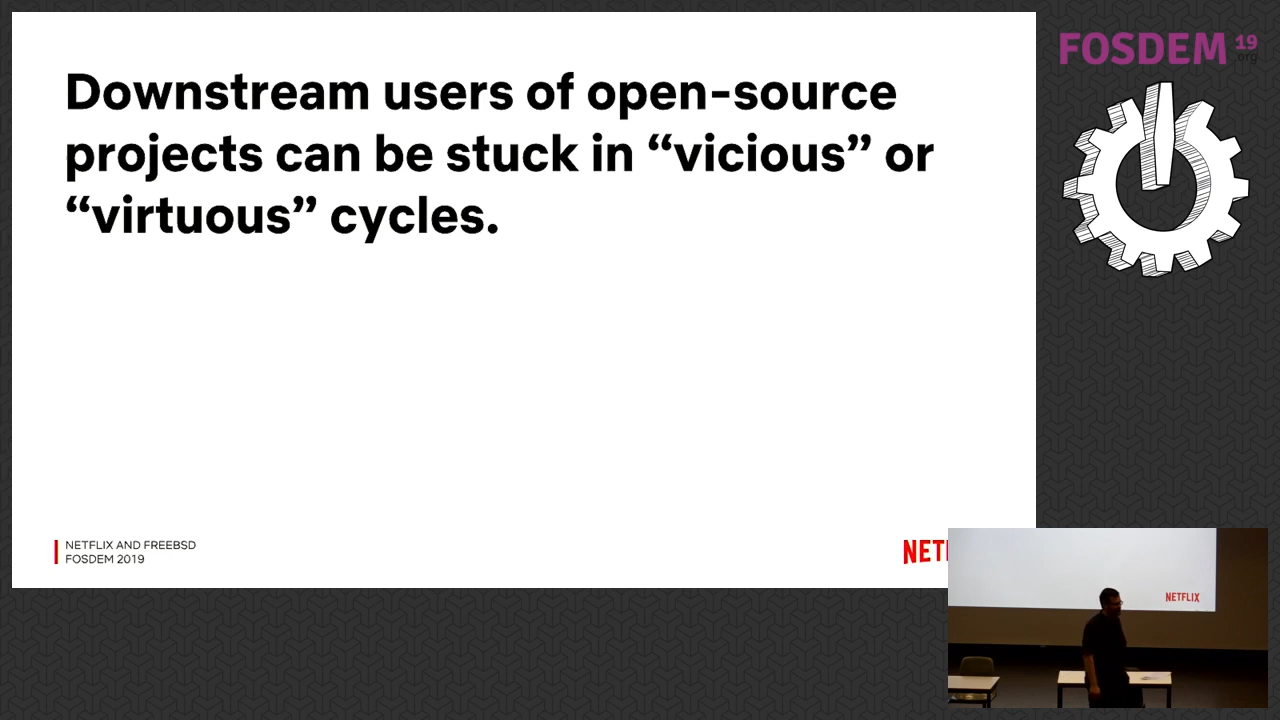 Downstream users of open-source
projects can be stuck in “vicious” or
“virtuous” cycles.
NETFLIX AND FREEBSD
FOSDEM 2019
NETF
FOSDEM 19
.org
NETFLIX